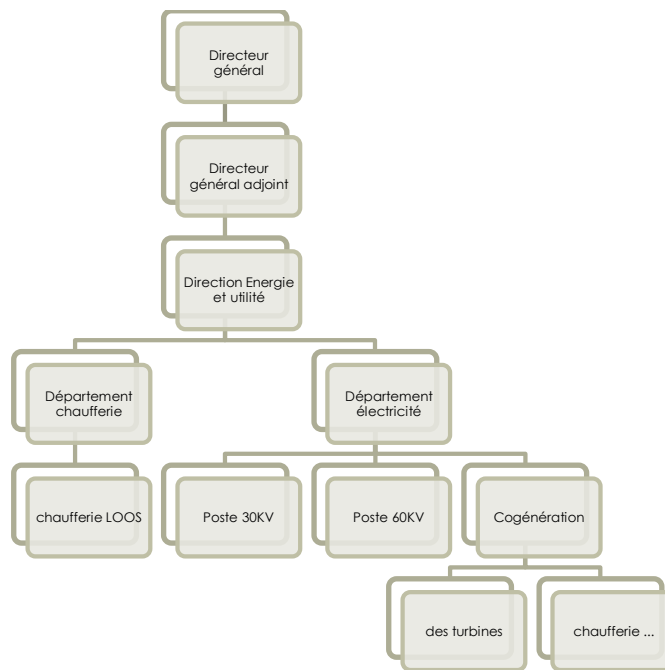 Directeur
général
Directeur
général adjoint
Direction Energie
et utilité
Département
chaufferie
Département
électricité
chaufferie LOOS
Poste 30KV
Poste 60KV
Cogénération
des turbines
chaufferie ...